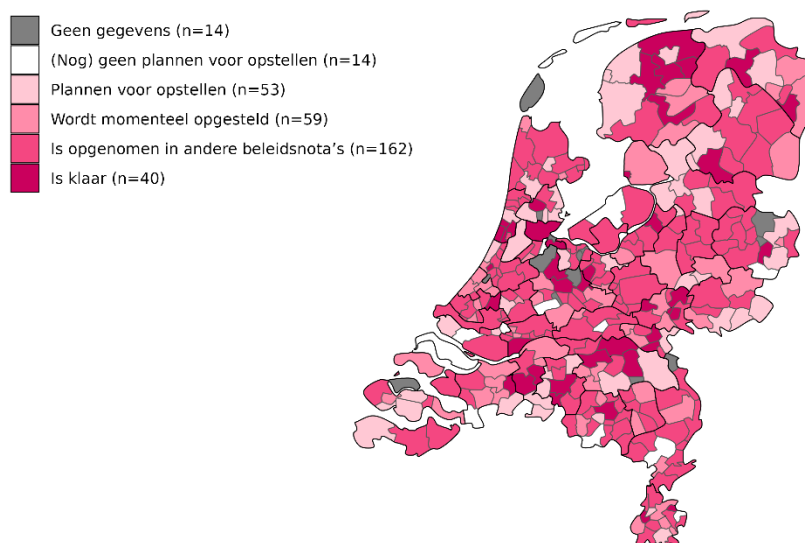 Geen gegevens (n=14)
(Nog) geen plannen voor opstellen (n=14)
Plannen voor opstellen (n=53)
Wordt momenteel opgesteld (n=59)
Is opgenomen in andere beleidsnota’s (n=162)
Is klaar (n=40)